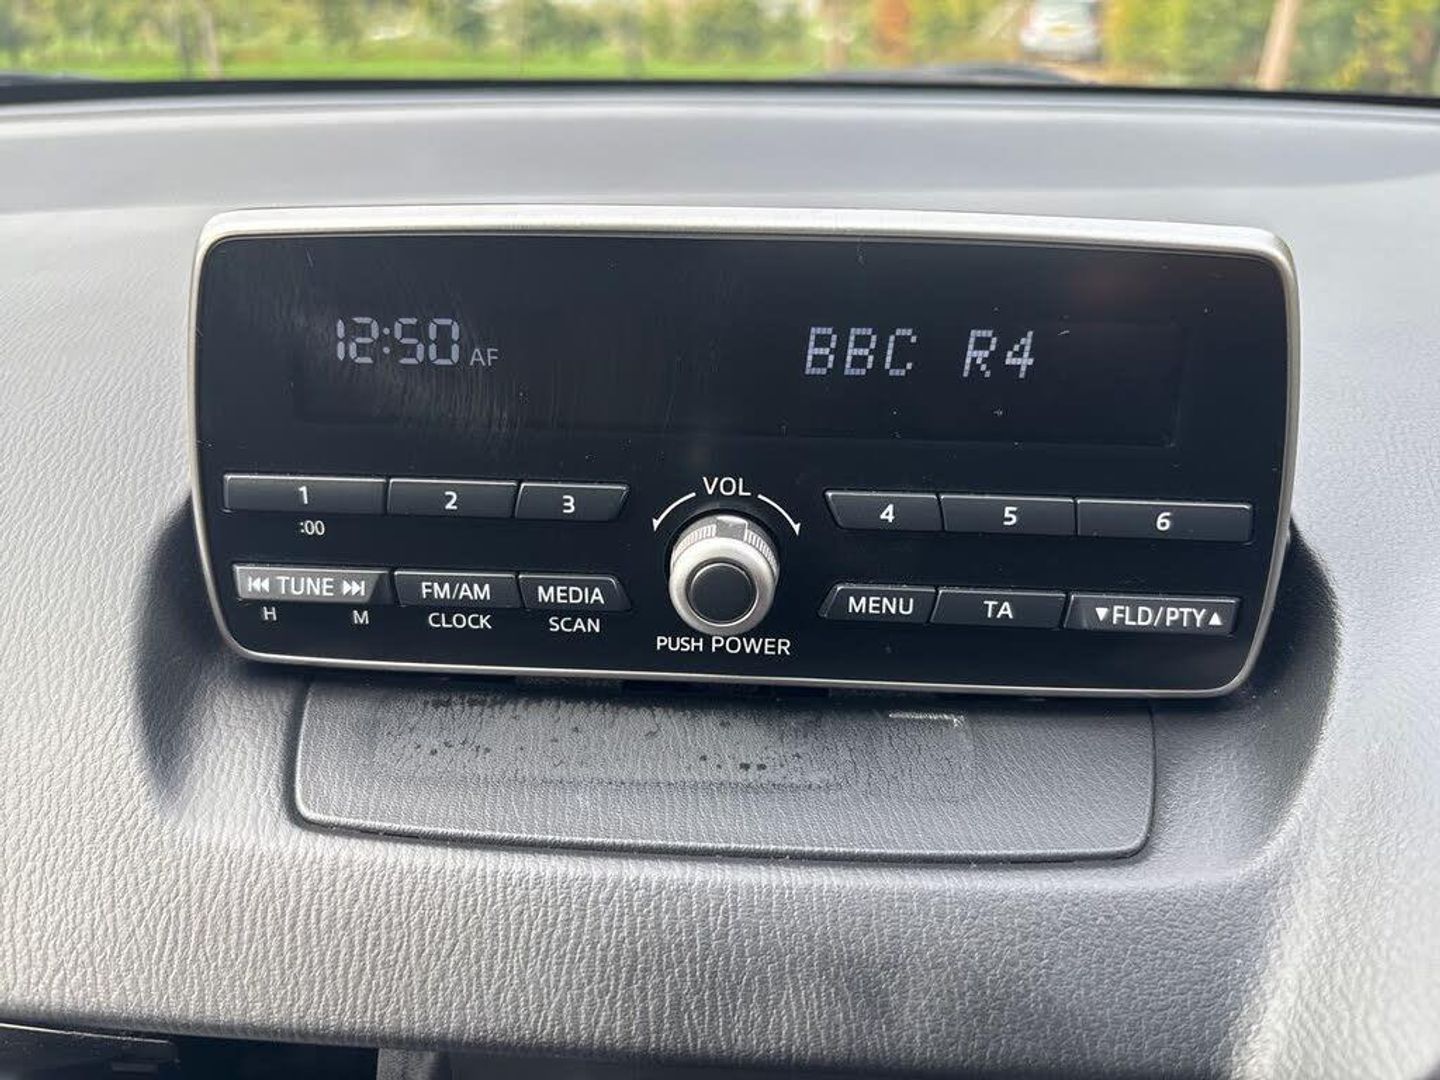 12:50 AF BBC R4
VOL
1 2 3 4 5 6
:00
TUNE FM/AM MEDIA MENU TA ▼FLD/PTY▲
H M CLOCK SCAN
PUSH POWER